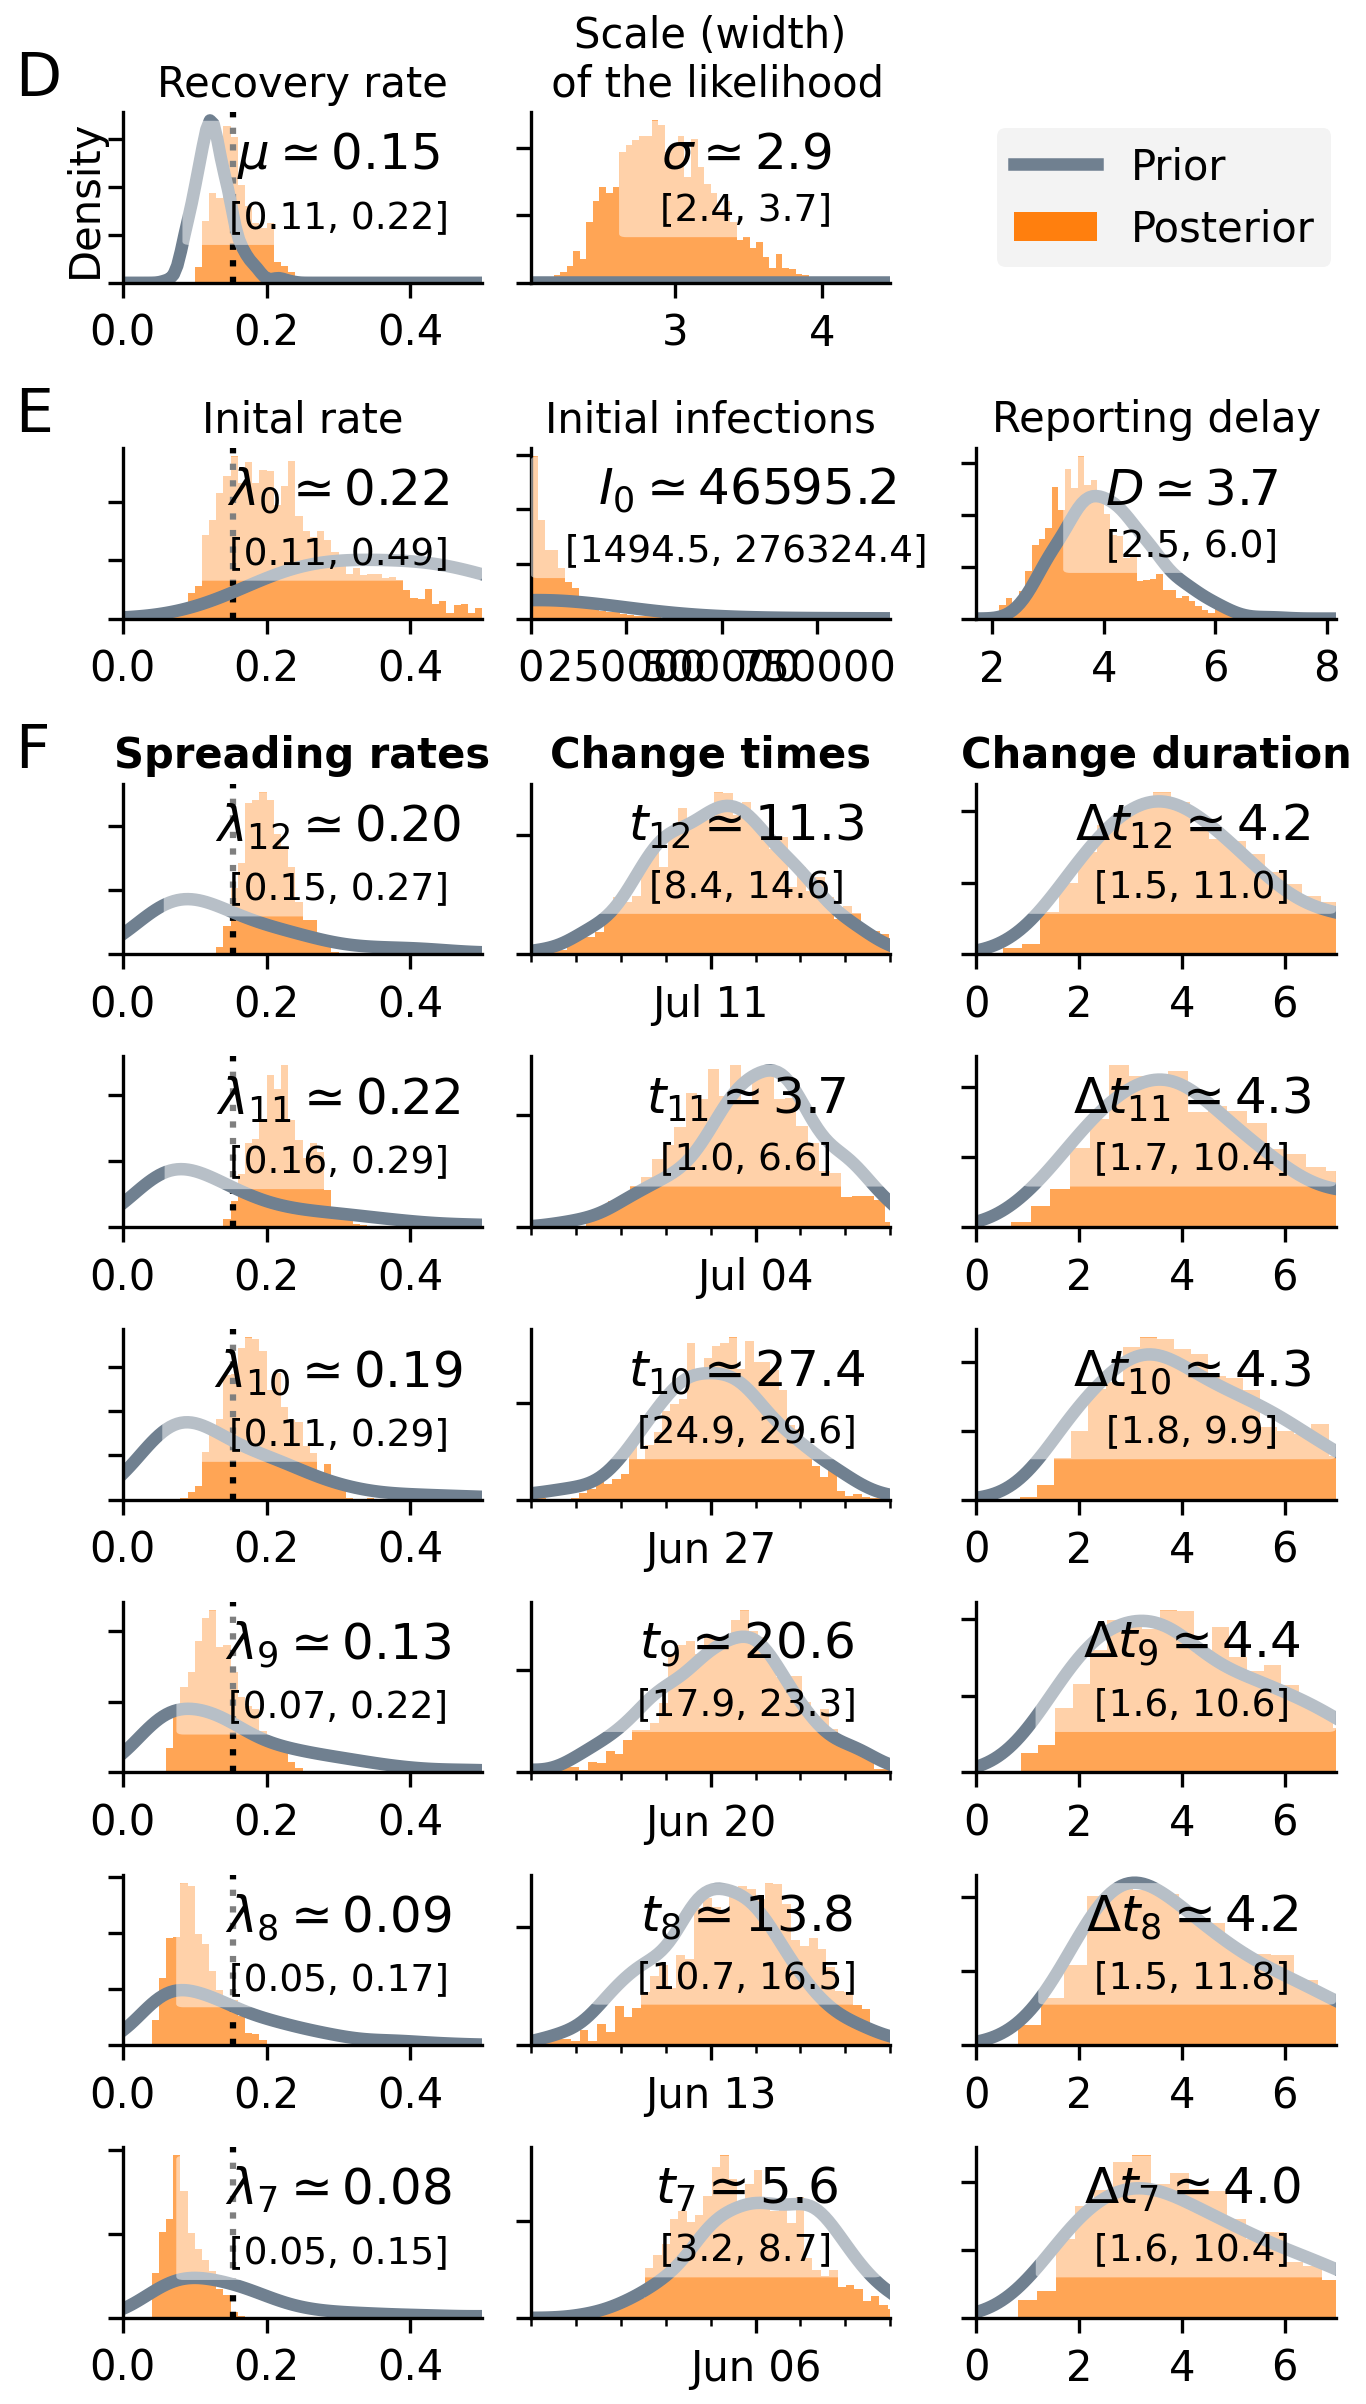 D
Recovery rate
Scale (width)
of the likelihood
Density
μ ≃ 0.15
[0.11, 0.22]
σ ≃ 2.9
[2.4, 3.7]
Prior
Posterior
0.0 0.2 0.4
3 4
E
Inital rate
Initial infections
Reporting delay
λ0 ≃ 0.22
[0.11, 0.49]
I0 ≃ 46595.2
[1494.5, 276324.4]
D ≃ 3.7
[2.5, 6.0]
0.0 0.2 0.4
0 250000 500000 750000
2 4 6 8
F
Spreading rates
Change times
Change duration
λ12 ≃ 0.20
[0.15, 0.27]
t12 ≃ 11.3
[8.4, 14.6]
Δt12 ≃ 4.2
[1.5, 11.0]
0.0 0.2 0.4
Jul 11
0 2 4 6
λ11 ≃ 0.22
[0.16, 0.29]
t11 ≃ 3.7
[1.0, 6.6]
Δt11 ≃ 4.3
[1.7, 10.4]
0.0 0.2 0.4
Jul 04
0 2 4 6
λ10 ≃ 0.19
[0.11, 0.29]
t10 ≃ 27.4
[24.9, 29.6]
Δt10 ≃ 4.3
[1.8, 9.9]
0.0 0.2 0.4
Jun 27
0 2 4 6
λ9 ≃ 0.13
[0.07, 0.22]
t9 ≃ 20.6
[17.9, 23.3]
Δt9 ≃ 4.4
[1.6, 10.6]
0.0 0.2 0.4
Jun 20
0 2 4 6
λ8 ≃ 0.09
[0.05, 0.17]
t8 ≃ 13.8
[10.7, 16.5]
Δt8 ≃ 4.2
[1.5, 11.8]
0.0 0.2 0.4
Jun 13
0 2 4 6
λ7 ≃ 0.08
[0.05, 0.15]
t7 ≃ 5.6
[3.2, 8.7]
Δt7 ≃ 4.0
[1.6, 10.4]
0.0 0.2 0.4
Jun 06
0 2 4 6